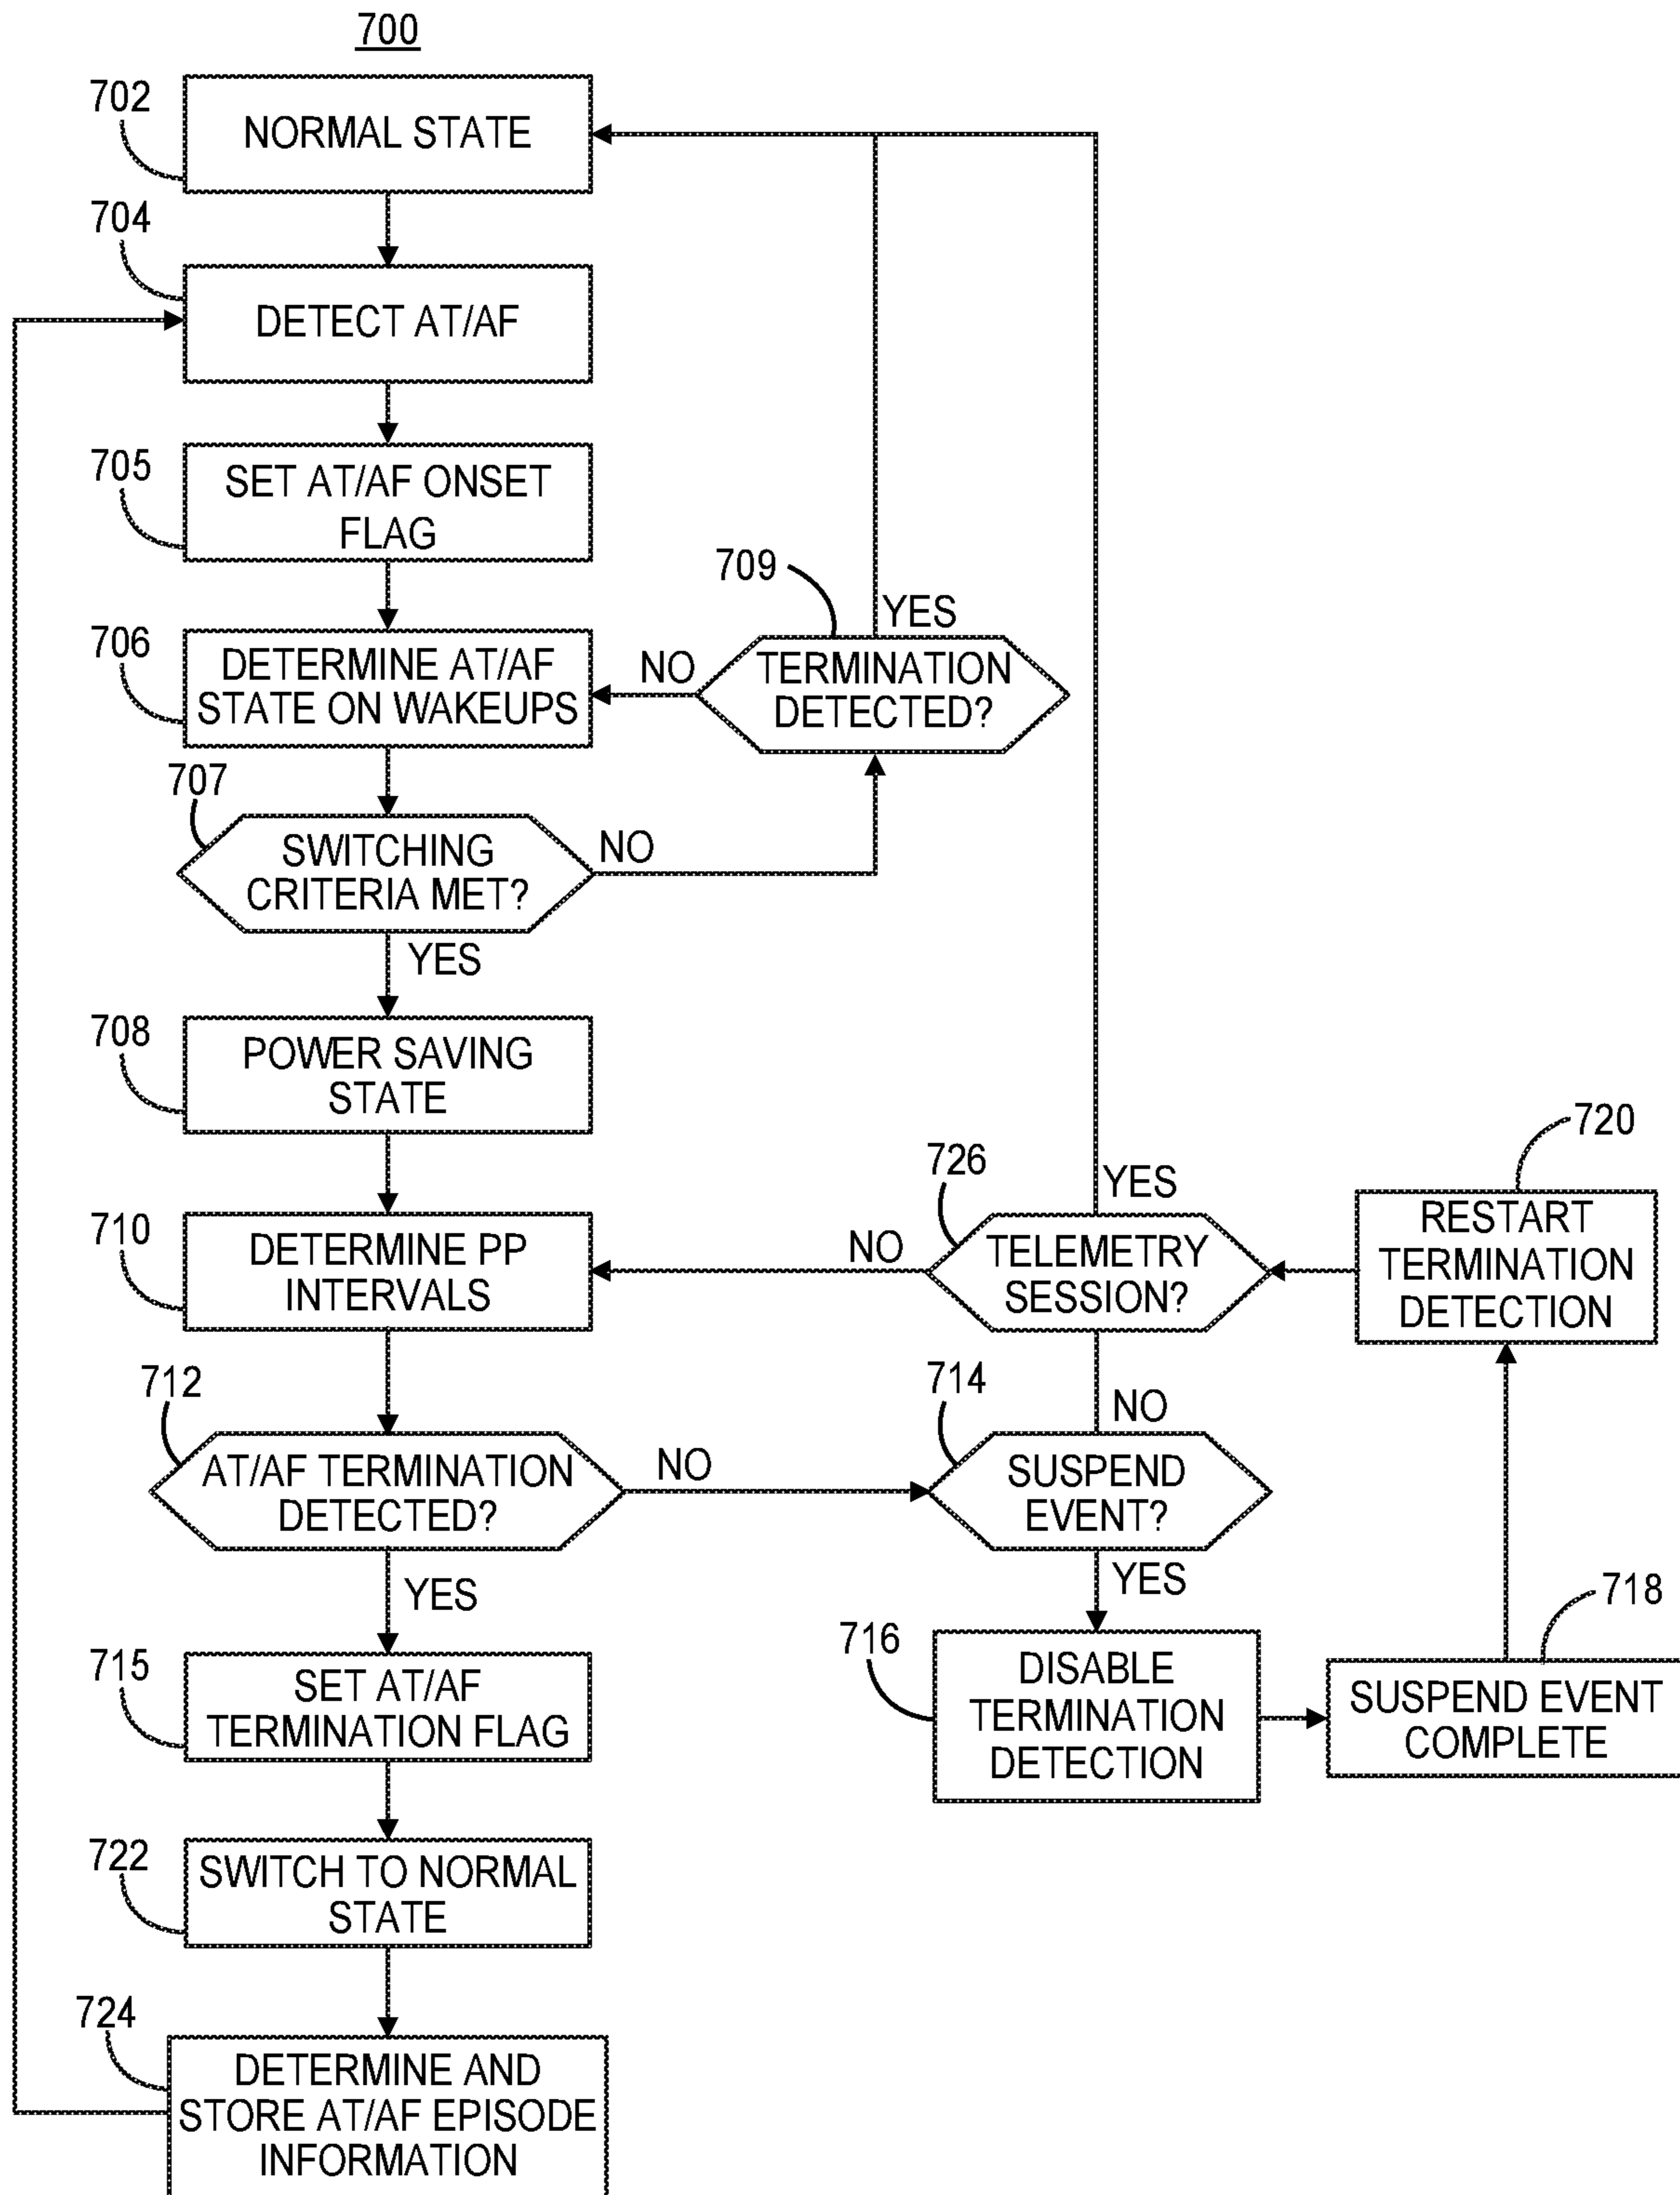 700
702
NORMAL STATE
704
DETECT AT/AF
705
SET AT/AF ONSET
FLAG
709
YES
706
DETERMINE AT/AF
STATE ON WAKEUPS
NO
TERMINATION
DETECTED?
707
SWITCHING
CRITERIA MET?
NO
YES
708
POWER SAVING
STATE
720
726
YES
710
DETERMINE PP
INTERVALS
NO
TELEMETRY
SESSION?
RESTART
TERMINATION
DETECTION
712
714
NO
AT/AF TERMINATION
DETECTED?
NO
SUSPEND
EVENT?
YES
YES
718
715
SET AT/AF
TERMINATION FLAG
716
DISABLE
TERMINATION
DETECTION
SUSPEND EVENT
COMPLETE
722
SWITCH TO NORMAL
STATE
724
DETERMINE AND
STORE AT/AF EPISODE
INFORMATION